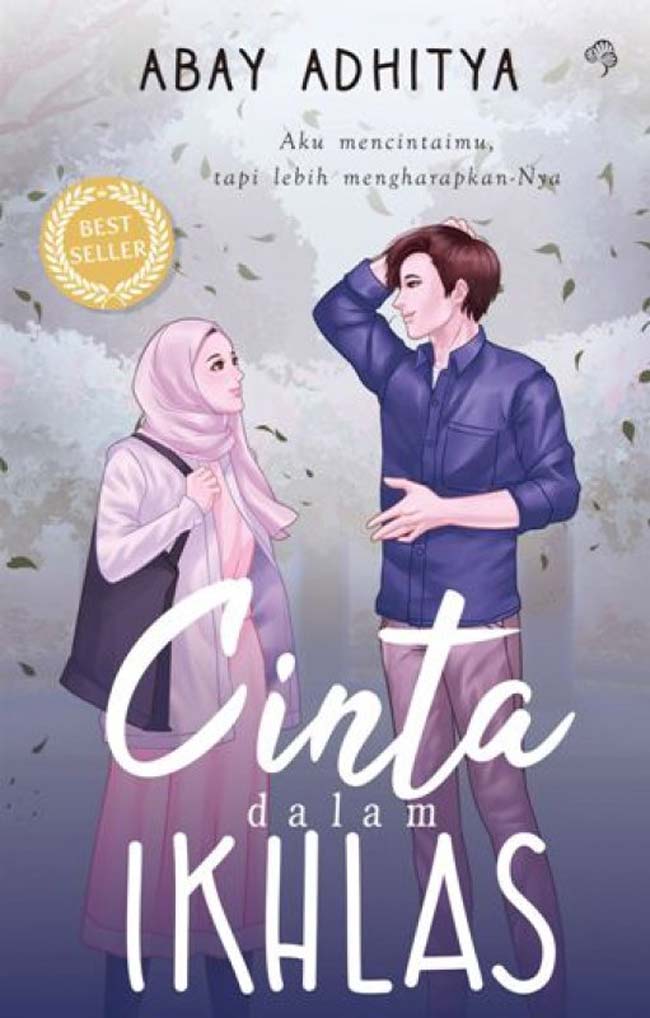 ABAY ADHITYA
Aku mencintaimu,
tapi lebih mengharapkan-Nya
BEST
SELLER
Cinta
dalam
IKHLAS